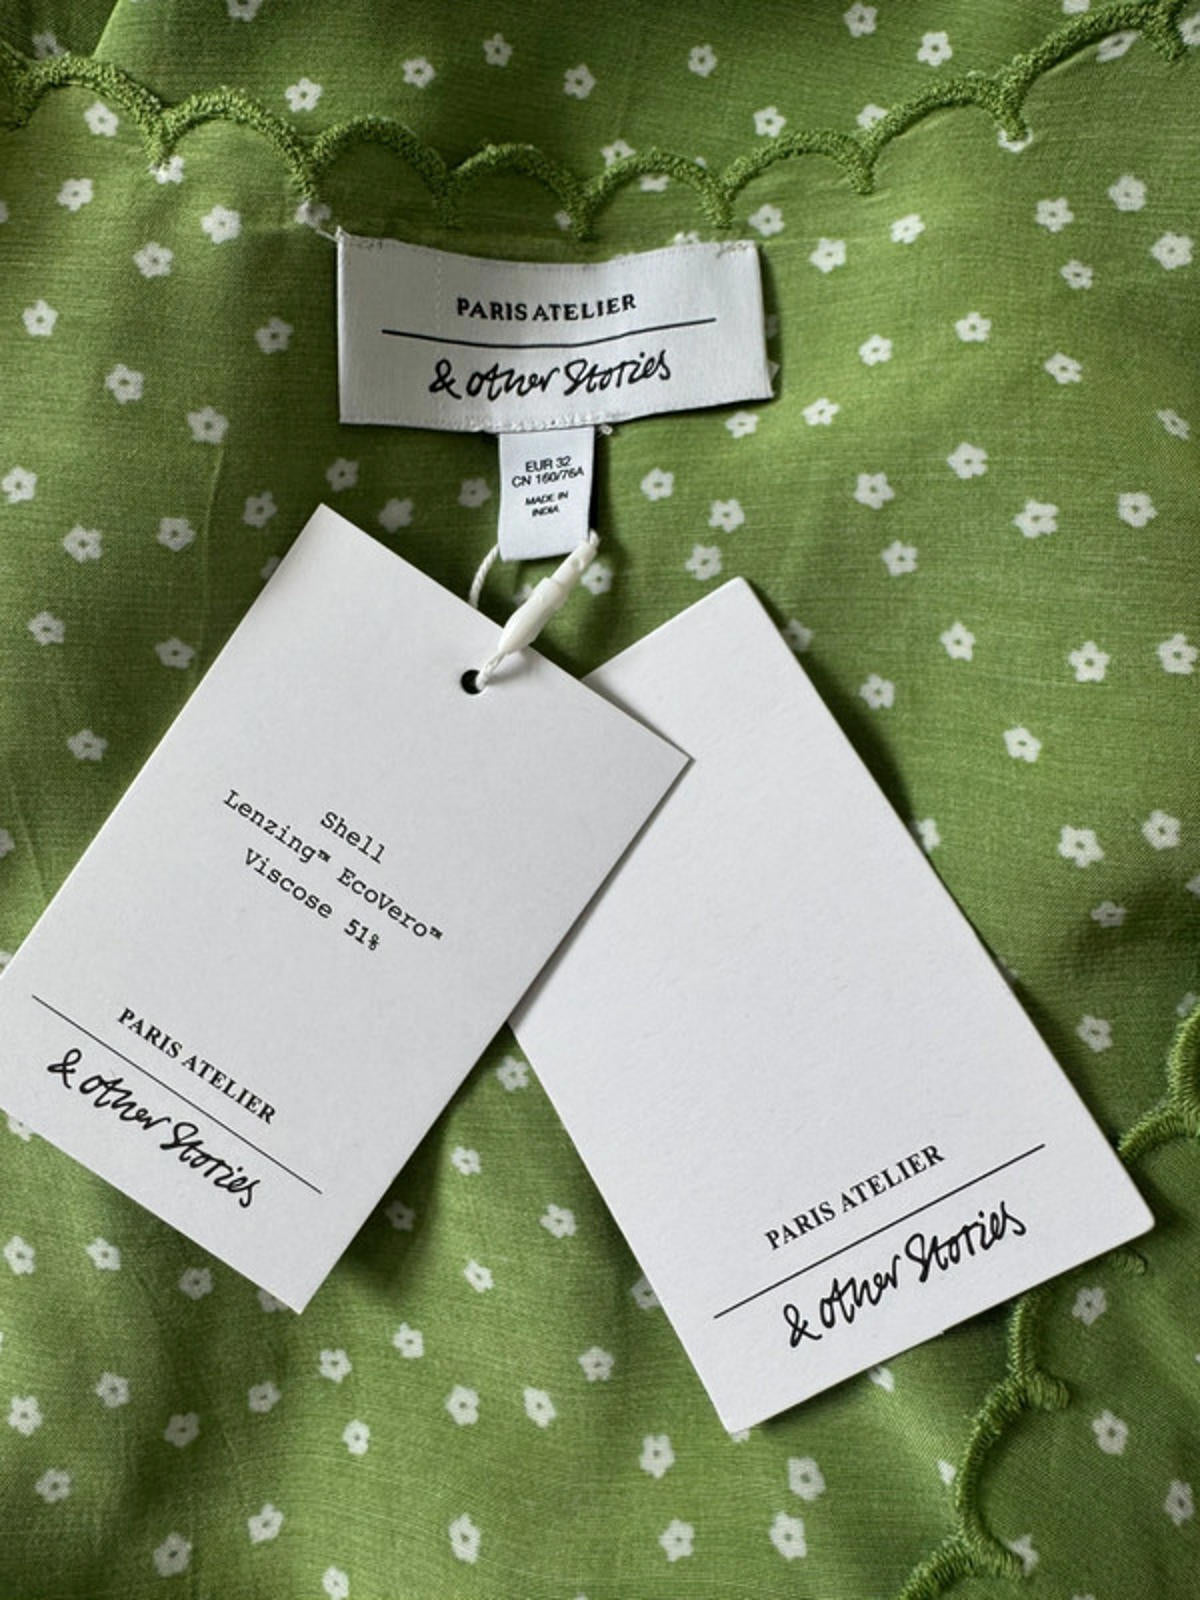 PARIS ATELIER
& other Stories
EUR 32
CN 160/76A
MADE IN
INDIA
Shell
Lenzing™ EcoVero™
Viscose 51%
PARIS ATELIER
& other Stories
PARIS ATELIER
& other Stories